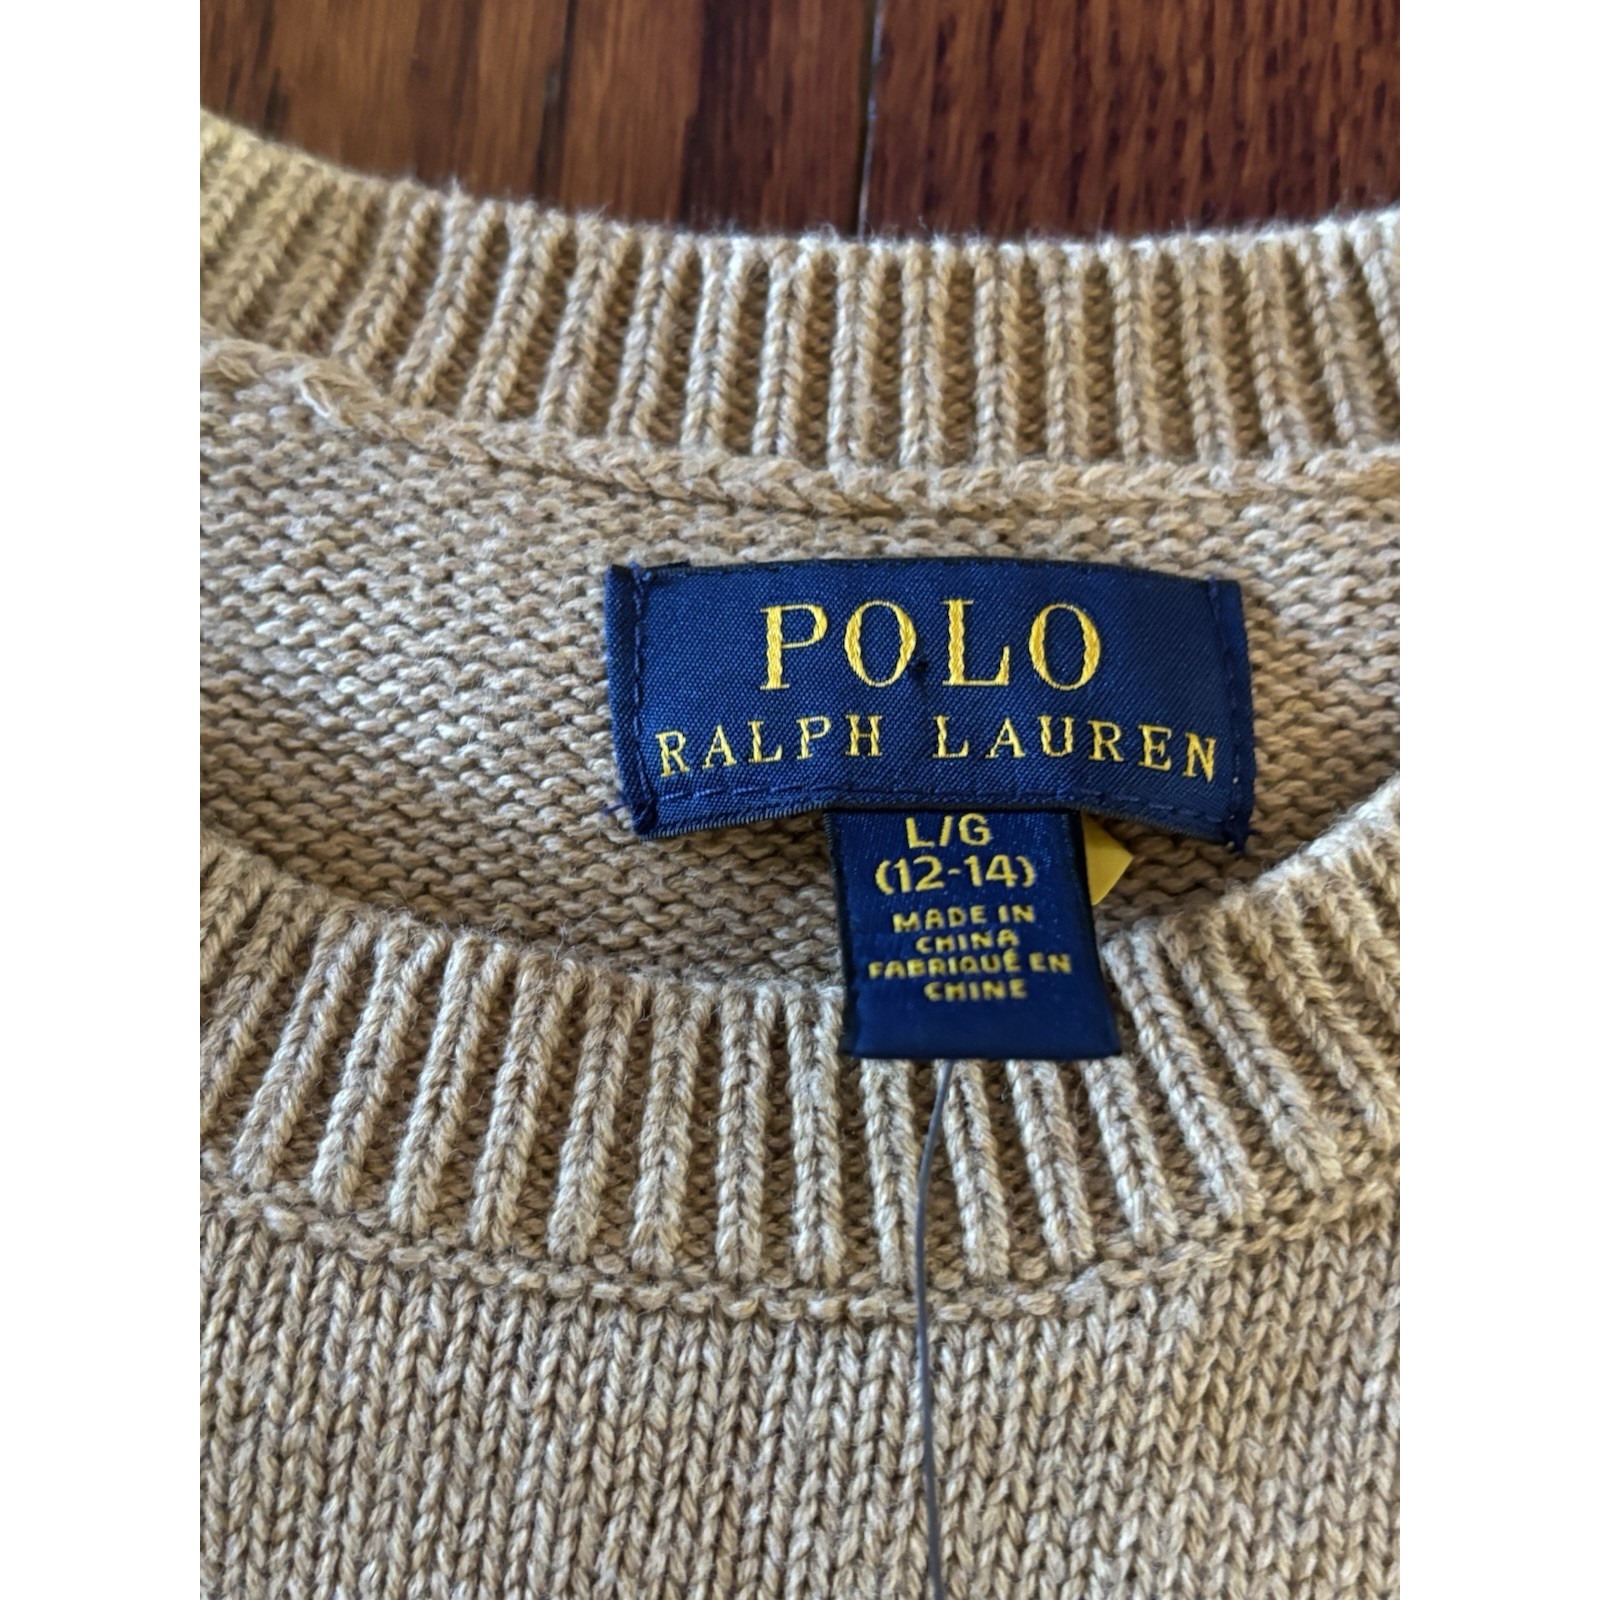 POLO
RALPH LAUREN
L/G
(12-14)
MADE IN
CHINA
FABRIQUÉ EN
CHINE